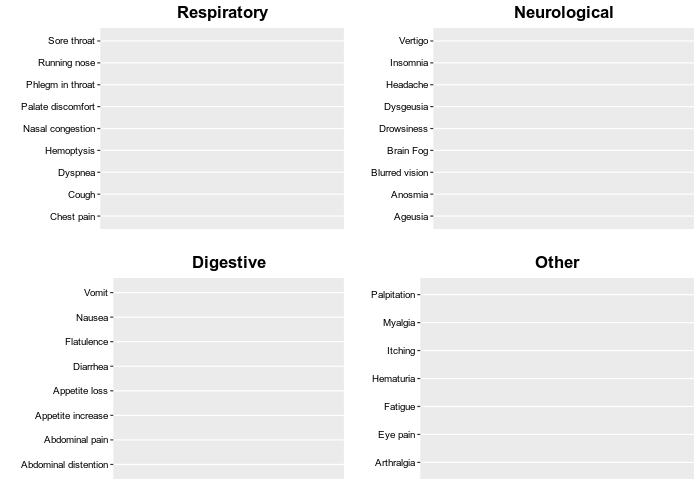 Respiratory
Sore throat
Running nose
Phlegm in throat
Palate discomfort
Nasal congestion
Hemoptysis
Dyspnea
Cough
Chest pain
Neurological
Vertigo
Insomnia
Headache
Dysgeusia
Drowsiness
Brain Fog
Blurred vision
Anosmia
Ageusia
Digestive
Vomit
Nausea
Flatulence
Diarrhea
Appetite loss
Appetite increase
Abdominal pain
Abdominal distention
Other
Palpitation
Myalgia
Itching
Hematuria
Fatigue
Eye pain
Arthralgia